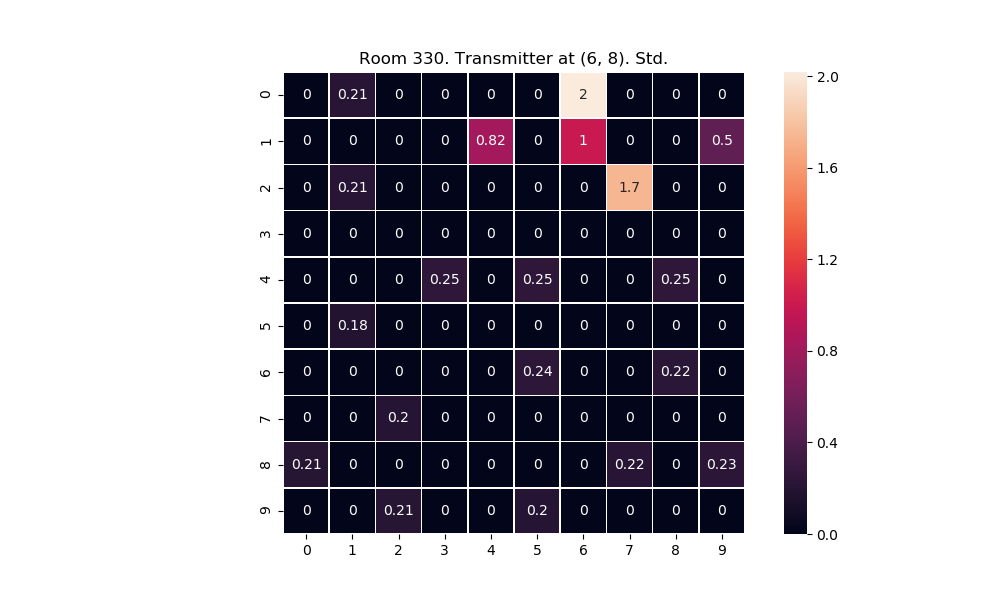 Room 330. Transmitter at (6, 8). Std.
0 0 0.21 0 0 0 0 2 0 0 0
1 0 0 0 0 0.82 0 1 0 0 0.5
2 0 0.21 0 0 0 0 0 1.7 0 0
3 0 0 0 0 0 0 0 0 0 0
4 0 0 0 0.25 0 0.25 0 0 0.25 0
5 0 0.18 0 0 0 0 0 0 0 0
6 0 0 0 0 0 0.24 0 0 0.22 0
7 0 0 0.2 0 0 0 0 0 0 0
8 0.21 0 0 0 0 0 0 0.22 0 0.23
9 0 0 0.21 0 0 0.2 0 0 0 0
0 1 2 3 4 5 6 7 8 9
2.0
1.6
1.2
0.8
0.4
0.0